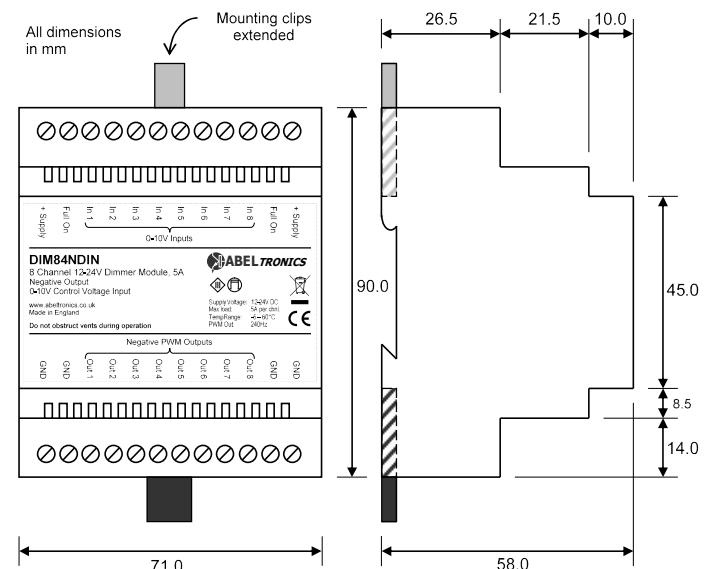 All dimensions
in mm
Mounting clips
extended
26.5
21.5
10.0
+ Supply
Full On
In 1
In 2
In 3
In 4
In 5
In 6
In 7
In 8
Full On
+ Supply
0-10V Inputs
DIM84NDIN
8 Channel 12-24V Dimmer Module, 5A
Negative Output
0-10V Control Voltage Input
www.abeltronics.co.uk
Made in England
Do not obstruct vents during operation
ABELTRONICS
Supply Voltage: 12-24V DC
Max load: 5A per chnl.
TempRange: -5 - 60°C
PWM Out: 240Hz
CE
Negative PWM Outputs
GND
GND
Out 1
Out 2
Out 3
Out 4
Out 5
Out 6
Out 7
Out 8
GND
GND
90.0
45.0
8.5
14.0
71.0
58.0